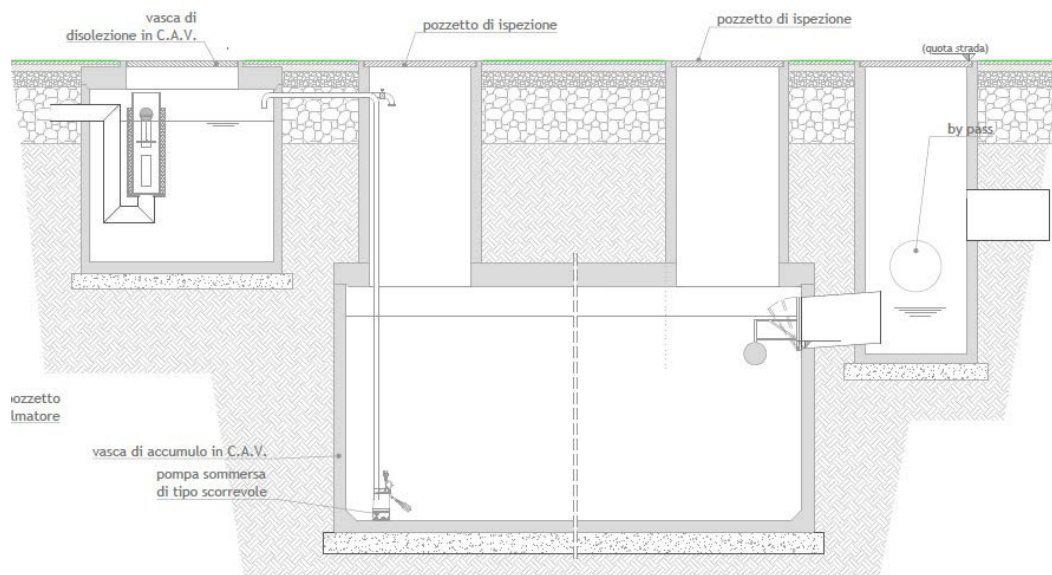 vasca di
disolezione in C.A.V.
pozzetto di ispezione
pozzetto di ispezione
(quota strada)
by pass
pozzetto
lmatore
vasca di accumulo in C.A.V.
pompa sommersa
di tipo scorrevole